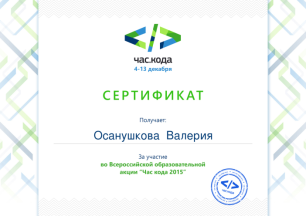 час.кода
4-13 декабря
СЕРТИФИКАТ
Получает:
Осанушкова Валерия
За участие
во Всероссийской образовательной
акции "Час кода 2015"